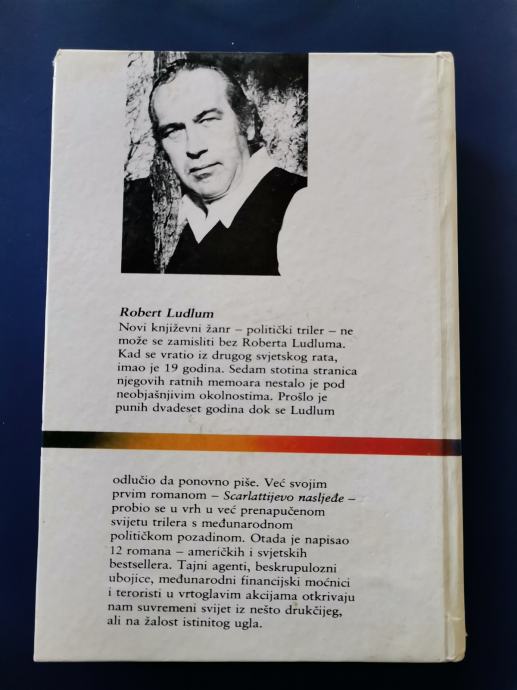 Robert Ludlum
Novi književni žanr – politički triler – ne
može se zamisliti bez Roberta Ludluma.
Kad se vratio iz drugog svjetskog rata,
imao je 19 godina. Sedam stotina stranica
njegovih ratnih memoara nestalo je pod
neobjašnjivim okolnostima. Prošlo je
punih dvadeset godina dok se Ludlum
odlučio da ponovno piše. Već svojim
prvim romanom – Scarlattijevo nasljeđe –
probio se u vrh u već prenapučenom
svijetu trilera s međunarodnom
političkom pozadinom. Otada je napisao
12 romana – američkih i svjetskih
bestsellera. Tajni agenti, beskrupulozni
ubojice, međunarodni financijski moćnici
i teroristi u vrtoglavim akcijama otkrivaju
nam suvremeni svijet iz nešto drukčijeg,
ali na žalost istinitog ugla.